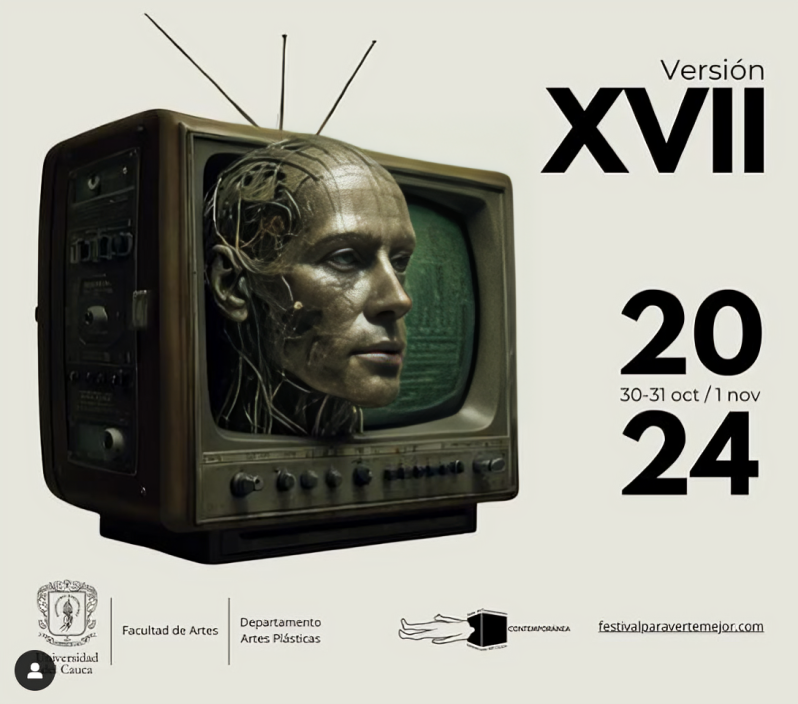 Versión
XVII
20
30-31 oct / 1 nov
24
Universidad
del Cauca
Facultad de Artes
Departamento
Artes Plásticas
CONTEMPORÁNEA
festivalparavertemejor.com